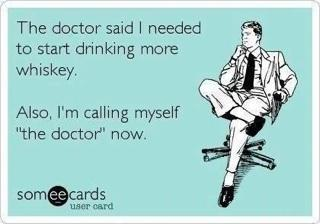 The doctor said I needed
to start drinking more
whiskey.
Also, I'm calling myself
"the doctor" now.
someecards
user card